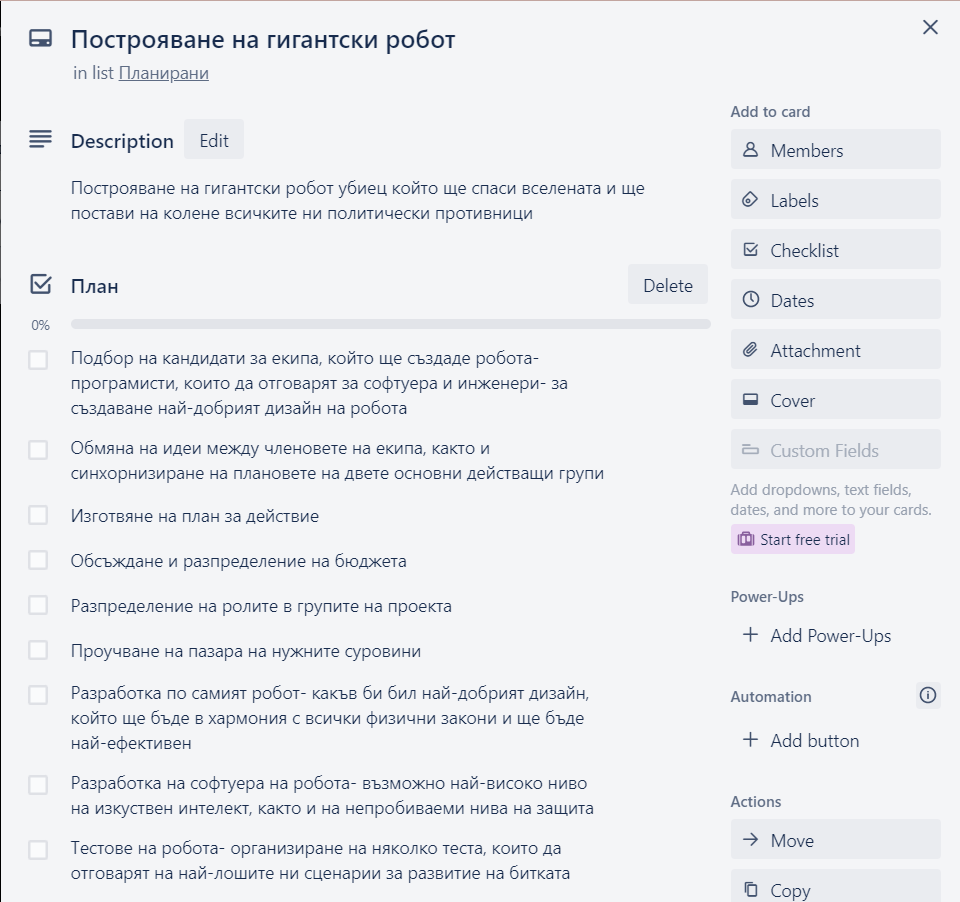 Построяване на гигантски робот
in list Планирани
Description
Edit
Построяване на гигантски робот убиец който ще спаси вселената и ще
постави на колене всичките ни политически противници
План
Delete
0%
Подбор на кандидати за екипа, който ще създаде робота-
програмисти, които да отговарят за софтуера и инженери- за
създаване най-добрият дизайн на робота
Обмяна на идеи между членовете на екипа, както и
синхорнизиране на плановете на двете основни действащи групи
Изготвяне на план за действие
Обсъждане и разпределение на бюджета
Разпределение на ролите в групите на проекта
Проучване на пазара на нужните суровини
Разработка по самият робот- какъв би бил най-добрият дизайн,
който ще бъде в хармония с всички физични закони и ще бъде
най-ефективен
Разработка на софтуера на робота- възможно най-високо ниво
на изкуствен интелект, както и на непробиваеми нива на защита
Тестове на робота- организиране на няколко теста, които да
отговарят на най-лошите ни сценарии за развитие на битката
Add to card
Members
Labels
Checklist
Dates
Attachment
Cover
Custom Fields
Add dropdowns, text fields,
dates, and more to your cards.
Start free trial
Power-Ups
Add Power-Ups
Automation
Add button
Actions
Move
Copy